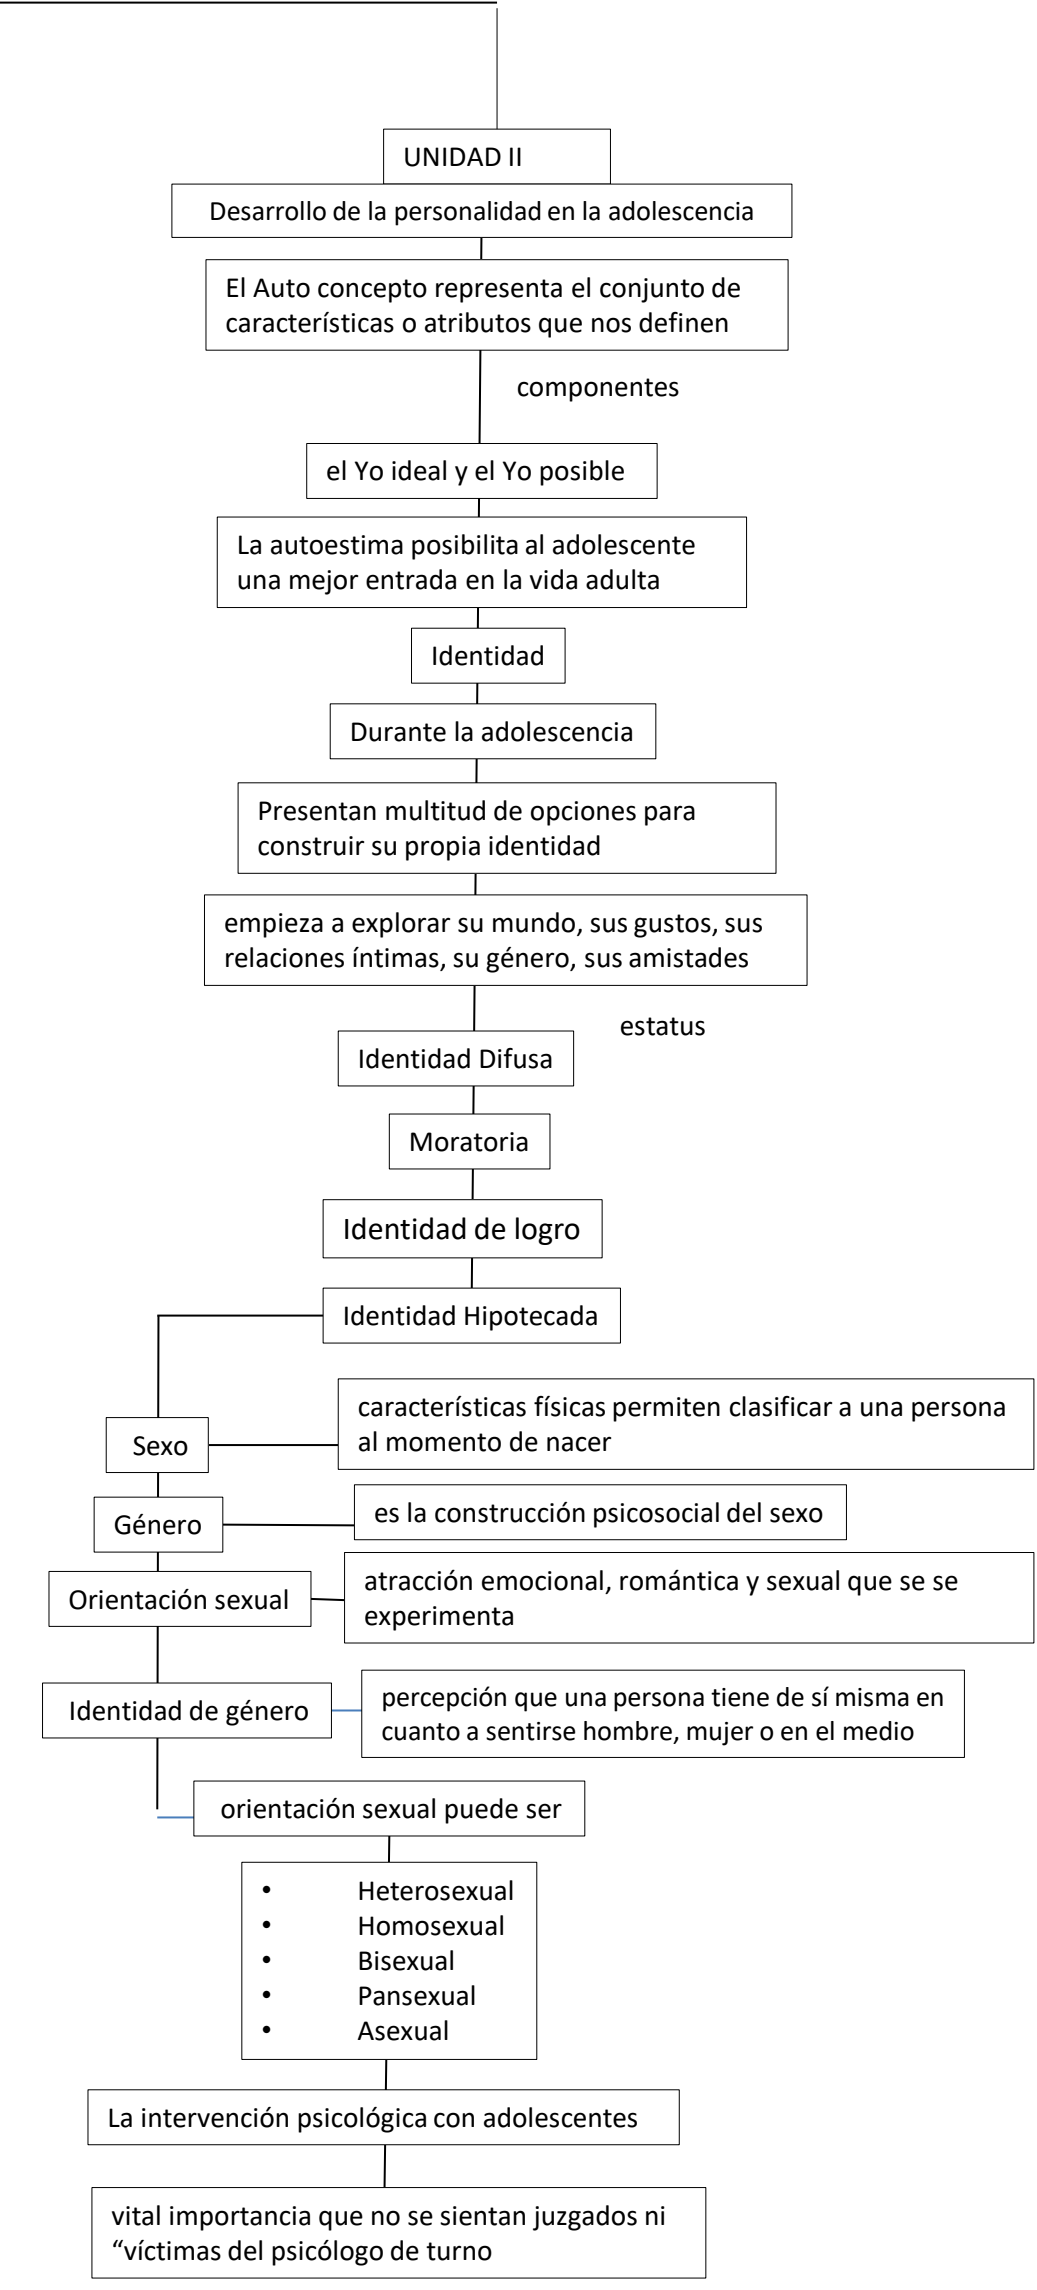 UNIDAD II
Desarrollo de la personalidad en la adolescencia
El Auto concepto representa el conjunto de
características o atributos que nos definen
componentes
el Yo ideal y el Yo posible
La autoestima posibilita al adolescente
una mejor entrada en la vida adulta
Identidad
Durante la adolescencia
Presentan multitud de opciones para
construir su propia identidad
empieza a explorar su mundo, sus gustos, sus
relaciones íntimas, su género, sus amistades
estatus
Identidad Difusa
Moratoria
Identidad de logro
Identidad Hipotecada
características físicas permiten clasificar a una persona
al momento de nacer
Sexo
es la construcción psicosocial del sexo
Género
atracción emocional, romántica y sexual que se se
experimenta
Orientación sexual
percepción que una persona tiene de sí misma en
cuanto a sentirse hombre, mujer o en el medio
Identidad de género
orientación sexual puede ser
• Heterosexual
• Homosexual
• Bisexual
• Pansexual
• Asexual
La intervención psicológica con adolescentes
vital importancia que no se sientan juzgados ni
“víctimas del psicólogo de turno